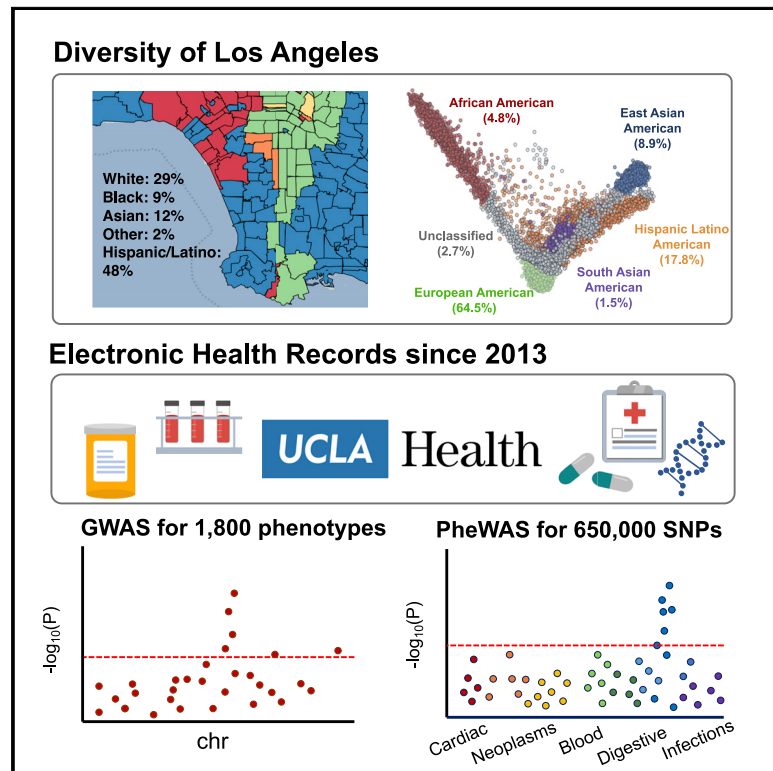 Diversity of Los Angeles
White: 29%
Black: 9%
Asian: 12%
Other: 2%
Hispanic/Latino:
48%
African American
(4.8%)
East Asian
American
(8.9%)
Unclassified
(2.7%)
Hispanic Latino
American
(17.8%)
European American
(64.5%)
South Asian
American
(1.5%)
Electronic Health Records since 2013
UCLA Health
GWAS for 1,800 phenotypes
-log10(P)
chr
PheWAS for 650,000 SNPs
-log10(P)
Cardiac
Neoplasms
Blood
Digestive
Infections